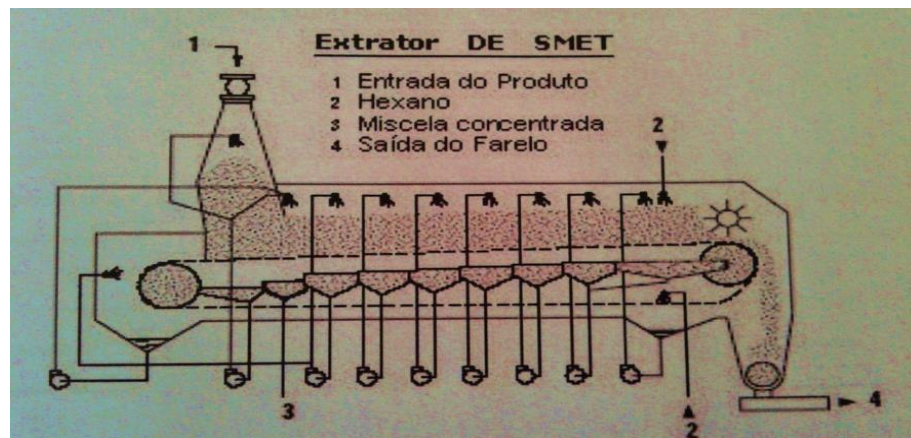 Extrator DE SMET
1 Entrada do Produto
2 Hexano
3 Miscela concentrada
4 Saída do Farelo
1
2
3
2
4